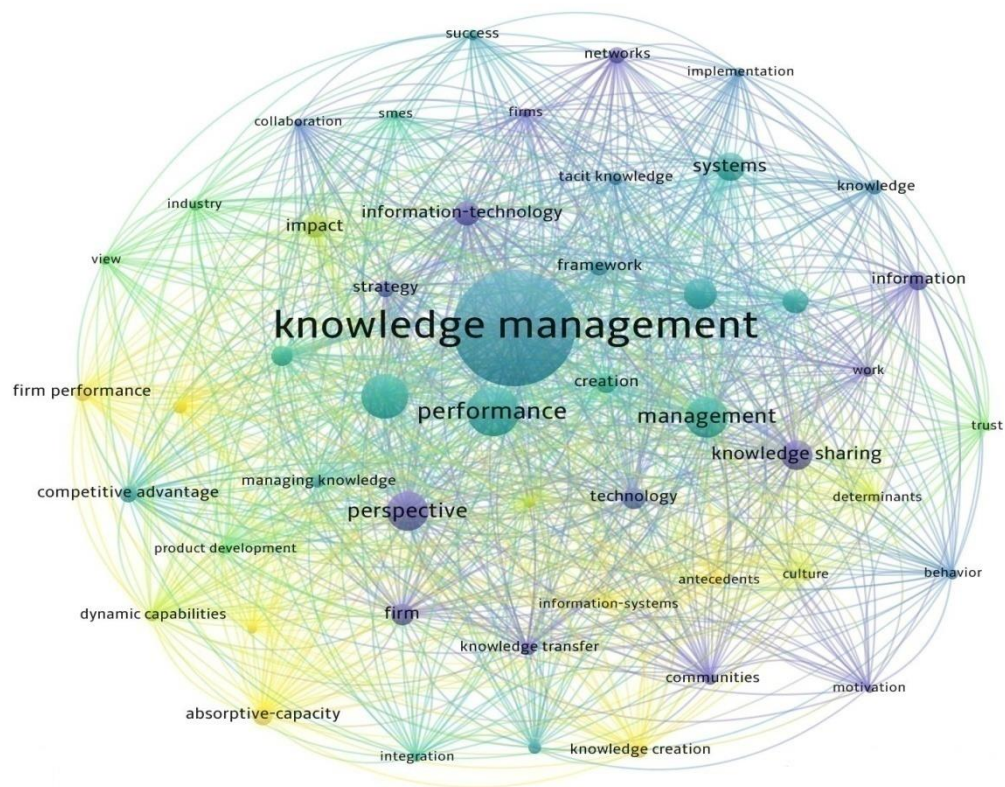 success
networks
implementation
collaboration
smes
firms
systems
tacit knowledge
knowledge
industry
information-technology
impact
view
framework
information
strategy
knowledge management
work
creation
firm performance
performance
management
trust
knowledge sharing
managing knowledge
competitive advantage
technology
determinants
perspective
product development
behavior
antecedents
culture
information-systems
dynamic capabilities
firm
knowledge transfer
communities
motivation
absorptive-capacity
integration
knowledge creation